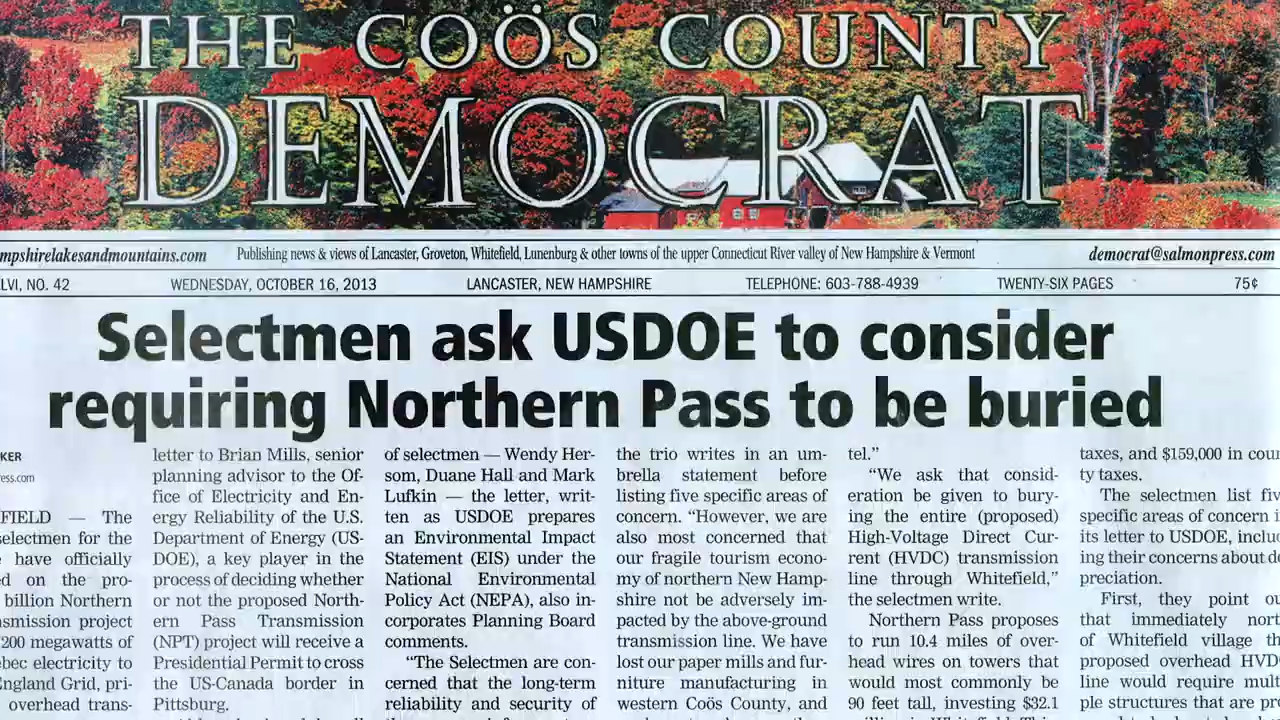 THE COÖS COUNTY
DEMOCRAT
mpshirelakesandmountains.com
Publishing news & views of Lancaster, Groveton, Whitefield, Lunenburg & other towns of the upper Connecticut River valley of New Hampshire & Vermont
democrat@salmonpress.com
LVI, NO. 42
WEDNESDAY, OCTOBER 16, 2013
LANCASTER, NEW HAMPSHIRE
TELEPHONE: 603-788-4939
TWENTY-SIX PAGES
75¢
Selectmen ask USDOE to consider
requiring Northern Pass to be buried
KER
ess.com
FIELD — The
selectmen for the
have officially
ed on the pro-
billion Northern
nsmission project
200 megawatts of
bec electricity to
England Grid, pri-
overhead trans-
letter to Brian Mills, senior
planning advisor to the Of-
fice of Electricity and En-
ergy Reliability of the U.S.
Department of Energy (US-
DOE), a key player in the
process of deciding whether
or not the proposed North-
ern Pass Transmission
(NPT) project will receive a
Presidential Permit to cross
the US-Canada border in
Pittsburg.
of selectmen — Wendy Her-
som, Duane Hall and Mark
Lufkin — the letter, writ-
ten as USDOE prepares
an Environmental Impact
Statement (EIS) under the
National Environmental
Policy Act (NEPA), also in-
corporates Planning Board
comments.
"The Selectmen are con-
cerned that the long-term
reliability and security of
the trio writes in an um-
brella statement before
listing five specific areas of
concern. "However, we are
also most concerned that
our fragile tourism econo-
my of northern New Hamp-
shire not be adversely im-
pacted by the above-ground
transmission line. We have
lost our paper mills and fur-
niture manufacturing in
western Coös County, and
tel."
"We ask that consid-
eration be given to bury-
ing the entire (proposed)
High-Voltage Direct Cur-
rent (HVDC) transmission
line through Whitefield,"
the selectmen write.
Northern Pass proposes
to run 10.4 miles of over-
head wires on towers that
would most commonly be
90 feet tall, investing $32.1
taxes, and $159,000 in coun
ty taxes.
The selectmen list fiv
specific areas of concern i
its letter to USDOE, includ
ing their concerns about de
preciation.
First, they point ou
that immediately nort
of Whitefield village th
proposed overhead HVD
line would require mult
ple structures that are pr